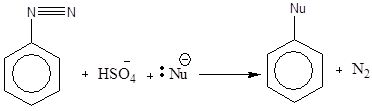 N≡N
Nu
+ HSO₄⁻ + :Nu⊖ ⟶ + N₂